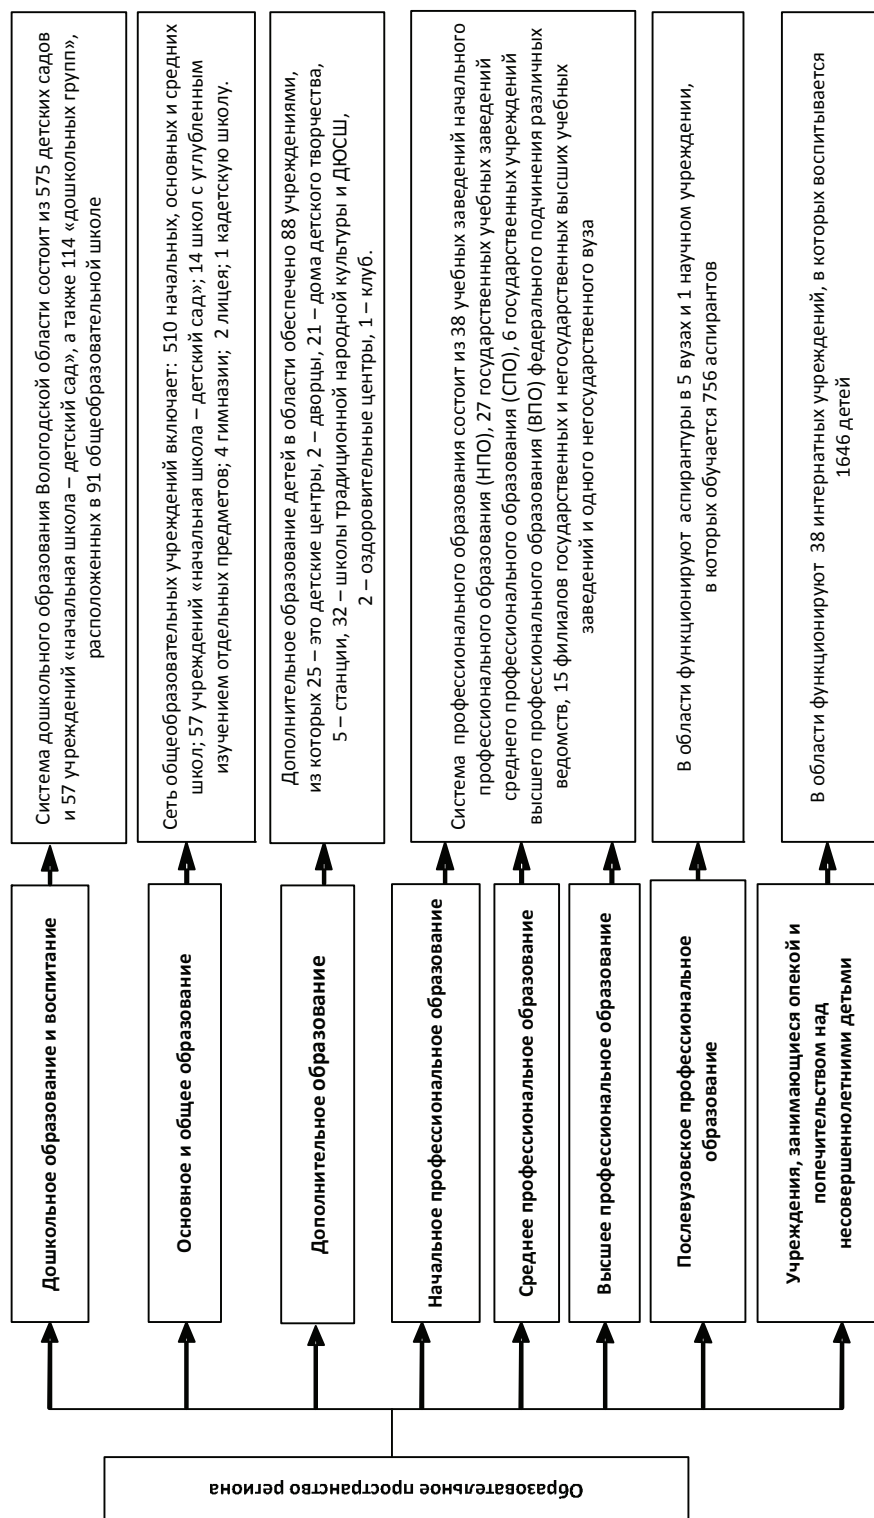 Образовательное пространство региона
Дошкольное образование и воспитание
Система дошкольного образования Вологодской области состоит из 575 детских садов
и 57 учреждений «начальная школа – детский сад», а также 114 «дошкольных групп»,
расположенных в 91 общеобразовательной школе
Основное и общее образование
Сеть общеобразовательных учреждений включает: 510 начальных, основных и средних
школ; 57 учреждений «начальная школа – детский сад»; 14 школ с углубленным
изучением отдельных предметов; 4 гимназии; 2 лицея; 1 кадетскую школу.
Дополнительное образование
Дополнительное образование детей в области обеспечено 88 учреждениями,
из которых 25 – это детские центры, 2 – дворцы, 21 – дома детского творчества,
5 – станции, 32 – школы традиционной народной культуры и ДЮСШ,
2 – оздоровительные центры, 1 – клуб.
Начальное профессиональное образование
Среднее профессиональное образование
Высшее профессиональное образование
Система профессионального образования состоит из 38 учебных заведений начального
профессионального образования (НПО), 27 государственных учебных заведений
среднего профессионального образования (СПО), 6 государственных учреждений
высшего профессионального образования (ВПО) федерального подчинения различных
ведомств, 15 филиалов государственных и негосударственных высших учебных
заведений и одного негосударственного вуза
Послевузовское профессиональное
образование
В области функционируют аспирантуры в 5 вузах и 1 научном учреждении,
в которых обучается 756 аспирантов
Учреждения, занимающиеся опекой и
попечительством над
несовершеннолетними детьми
В области функционируют 38 интернатных учреждений, в которых воспитывается
1646 детей